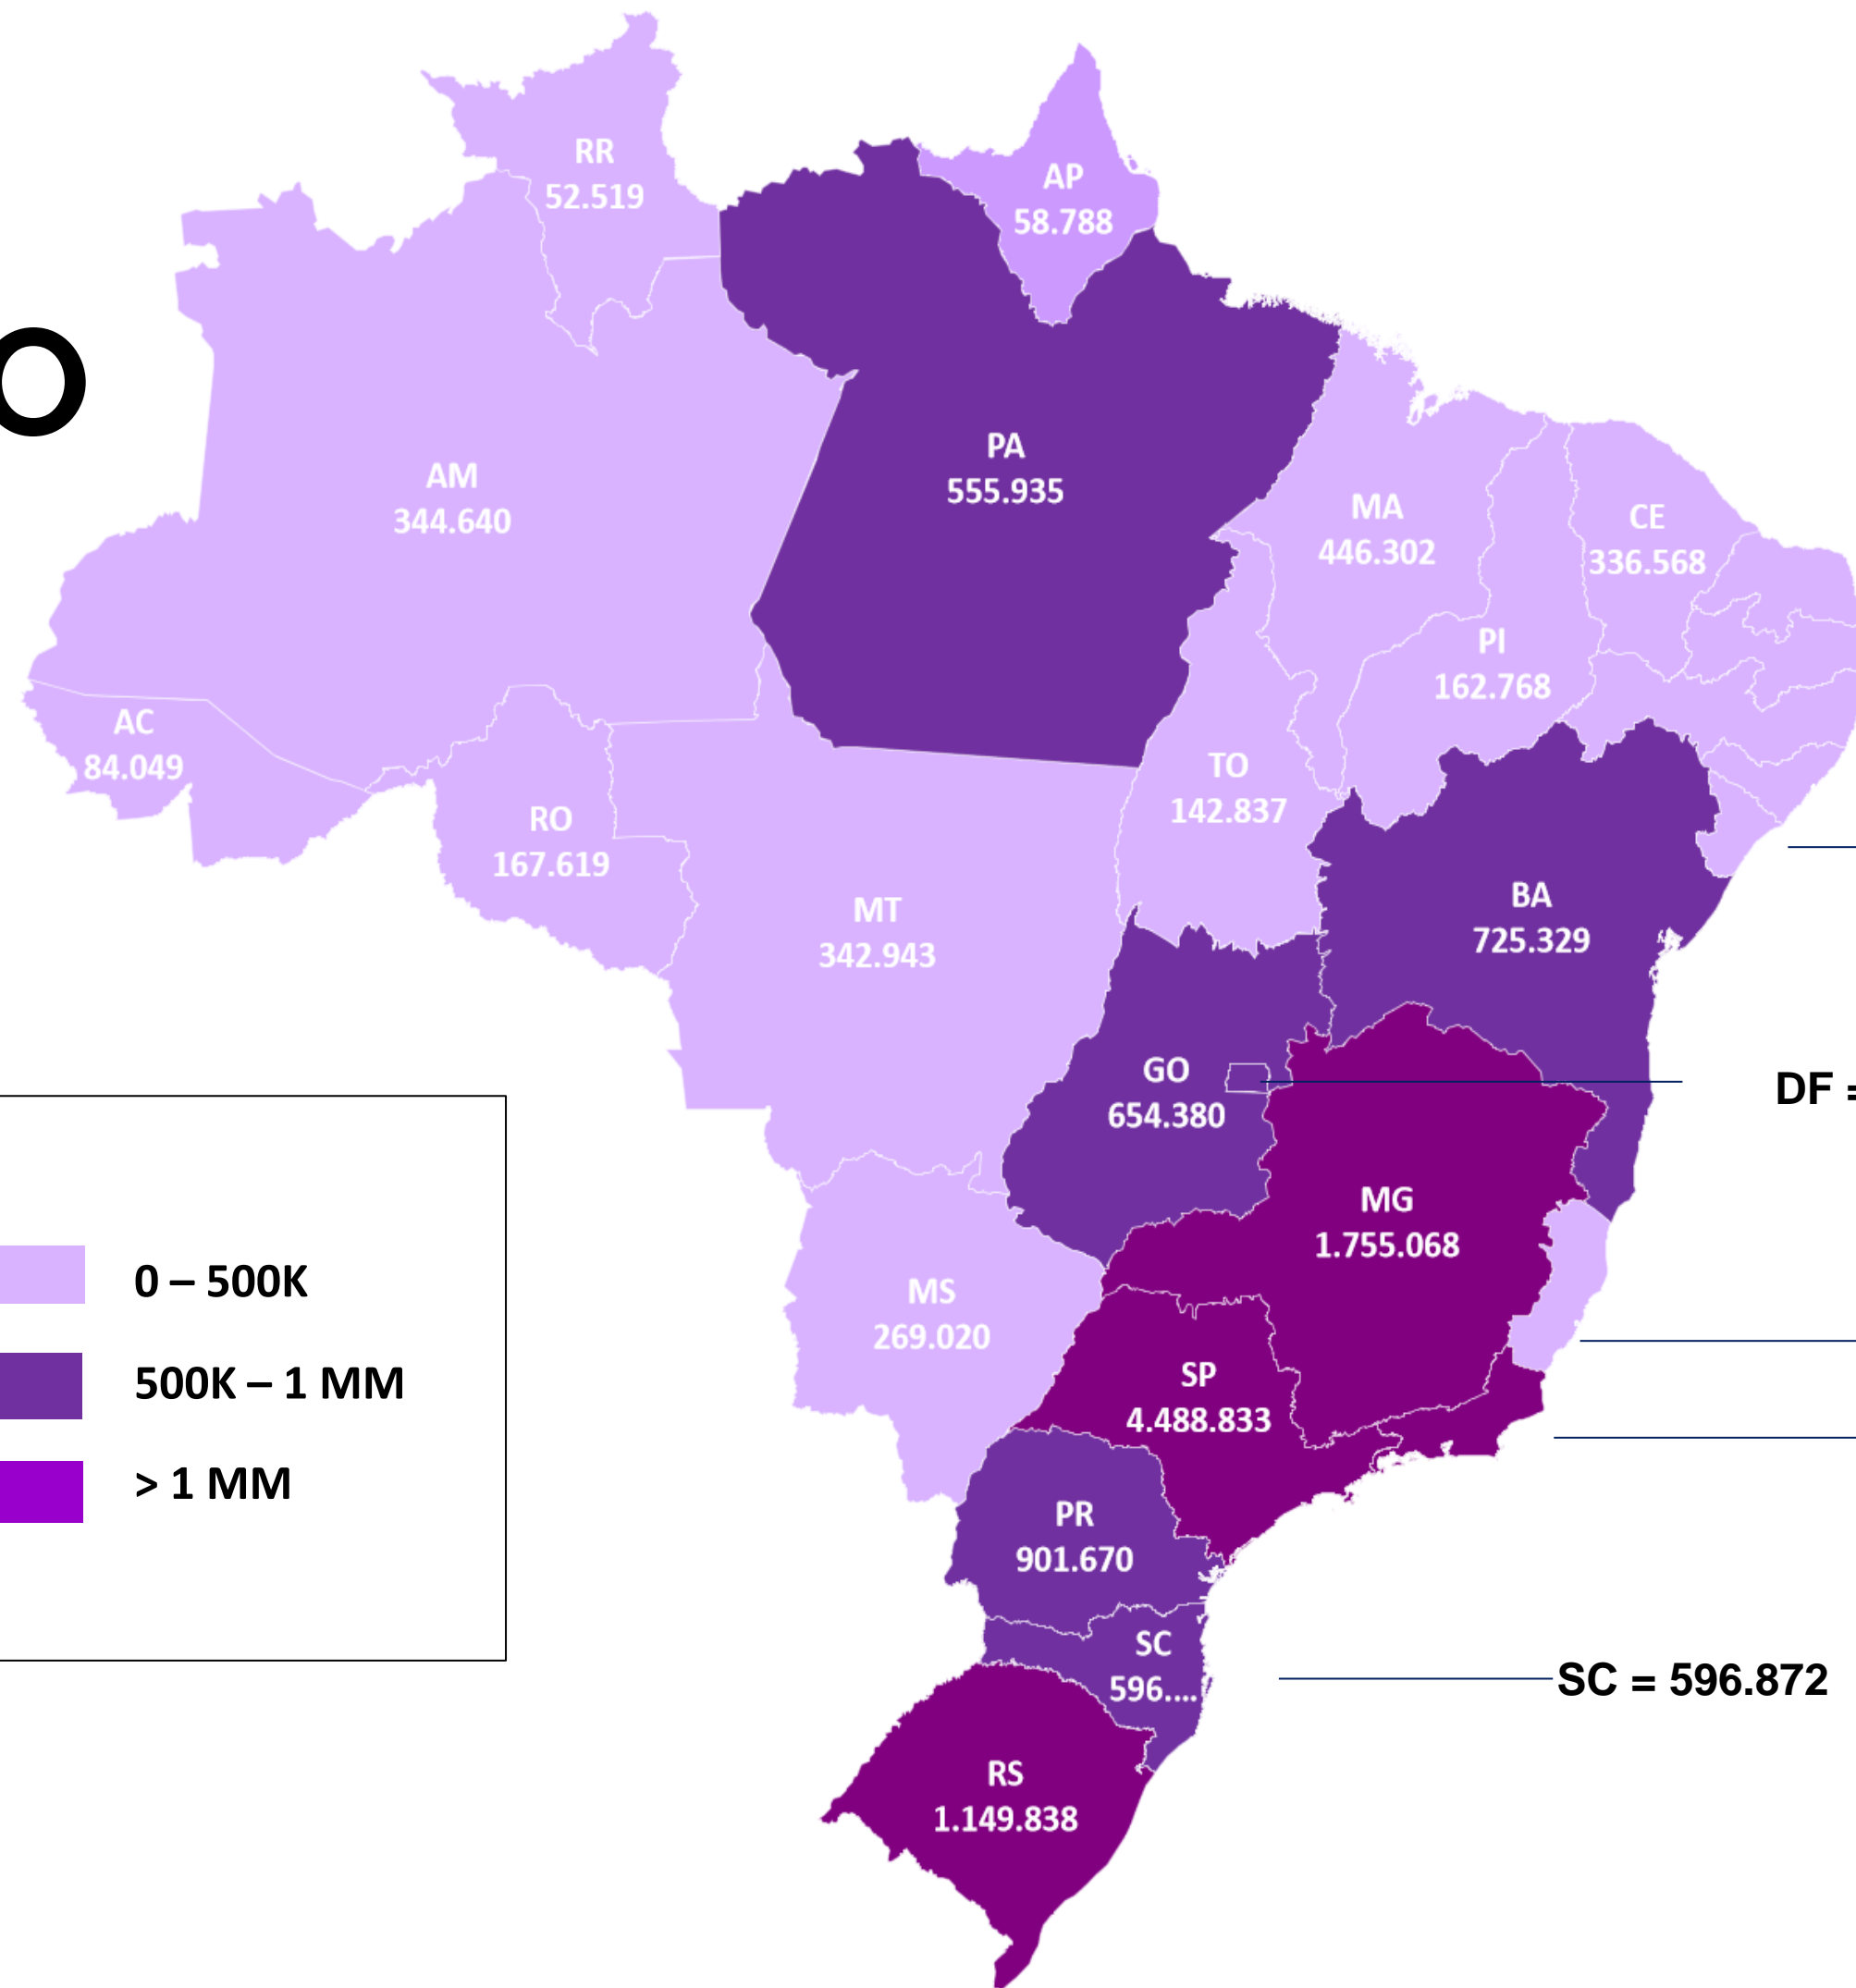 RR
52.519
AP
58.788
O
PA
555.935
AM
344.640
MA
446.302
CE
336.568
PI
162.768
AC
84.049
TO
142.837
RO
167.619
BA
725.329
MT
342.943
GO
654.380
DF =
MG
1.755.068
0 – 500K
MS
269.020
500K – 1 MM
SP
4.488.833
> 1 MM
PR
901.670
SC
596....
SC = 596.872
RS
1.149.838